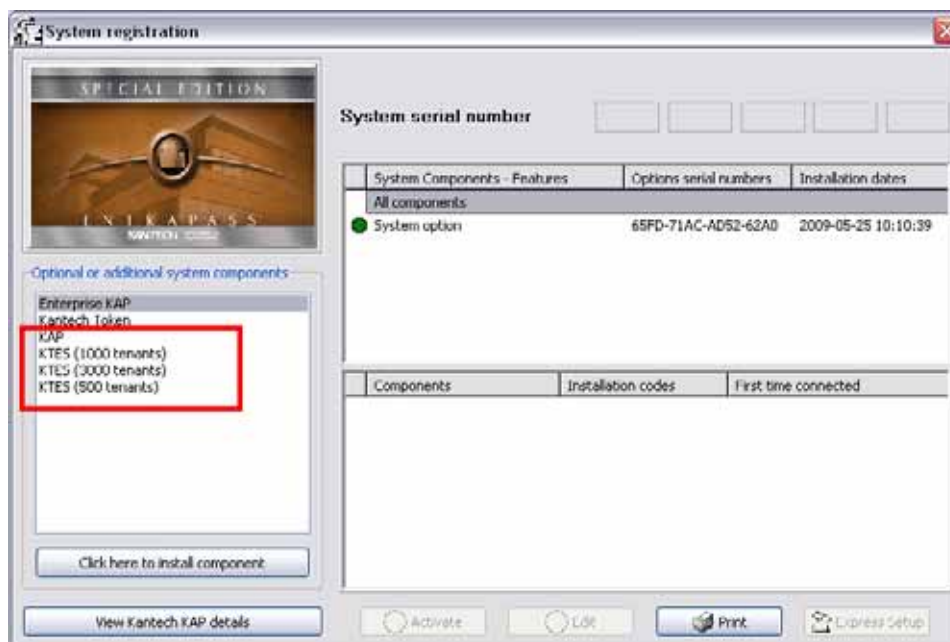 System registration
SPECIAL EDITION
KANTECH
System serial number
System Components - Features
Options serial numbers
Installation dates
All components
System option
65FD-71AC-AD52-62A0
2009-05-25 10:10:39
Optional or additional system components
Enterprise KAP
Kantech Token
KAP
KTES (1000 tenants)
KTES (3000 tenants)
KTES (500 tenants)
Components
Installation codes
First time connected
Click here to install component
View Kantech KAP details
Activate
Edit
Print
Express Setup